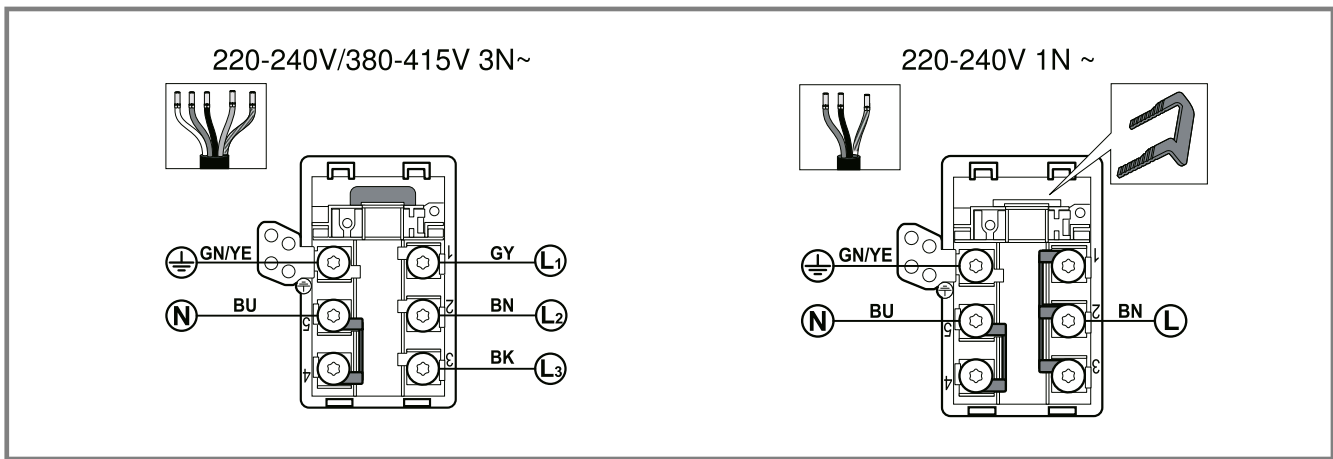 220-240V/380-415V 3N~
GN/YE
BU
N
5
4
1
2
3
GY
BN
BK
L1
L2
L3
220-240V 1N ~
GN/YE
BU
N
5
4
1
2
3
BN
L